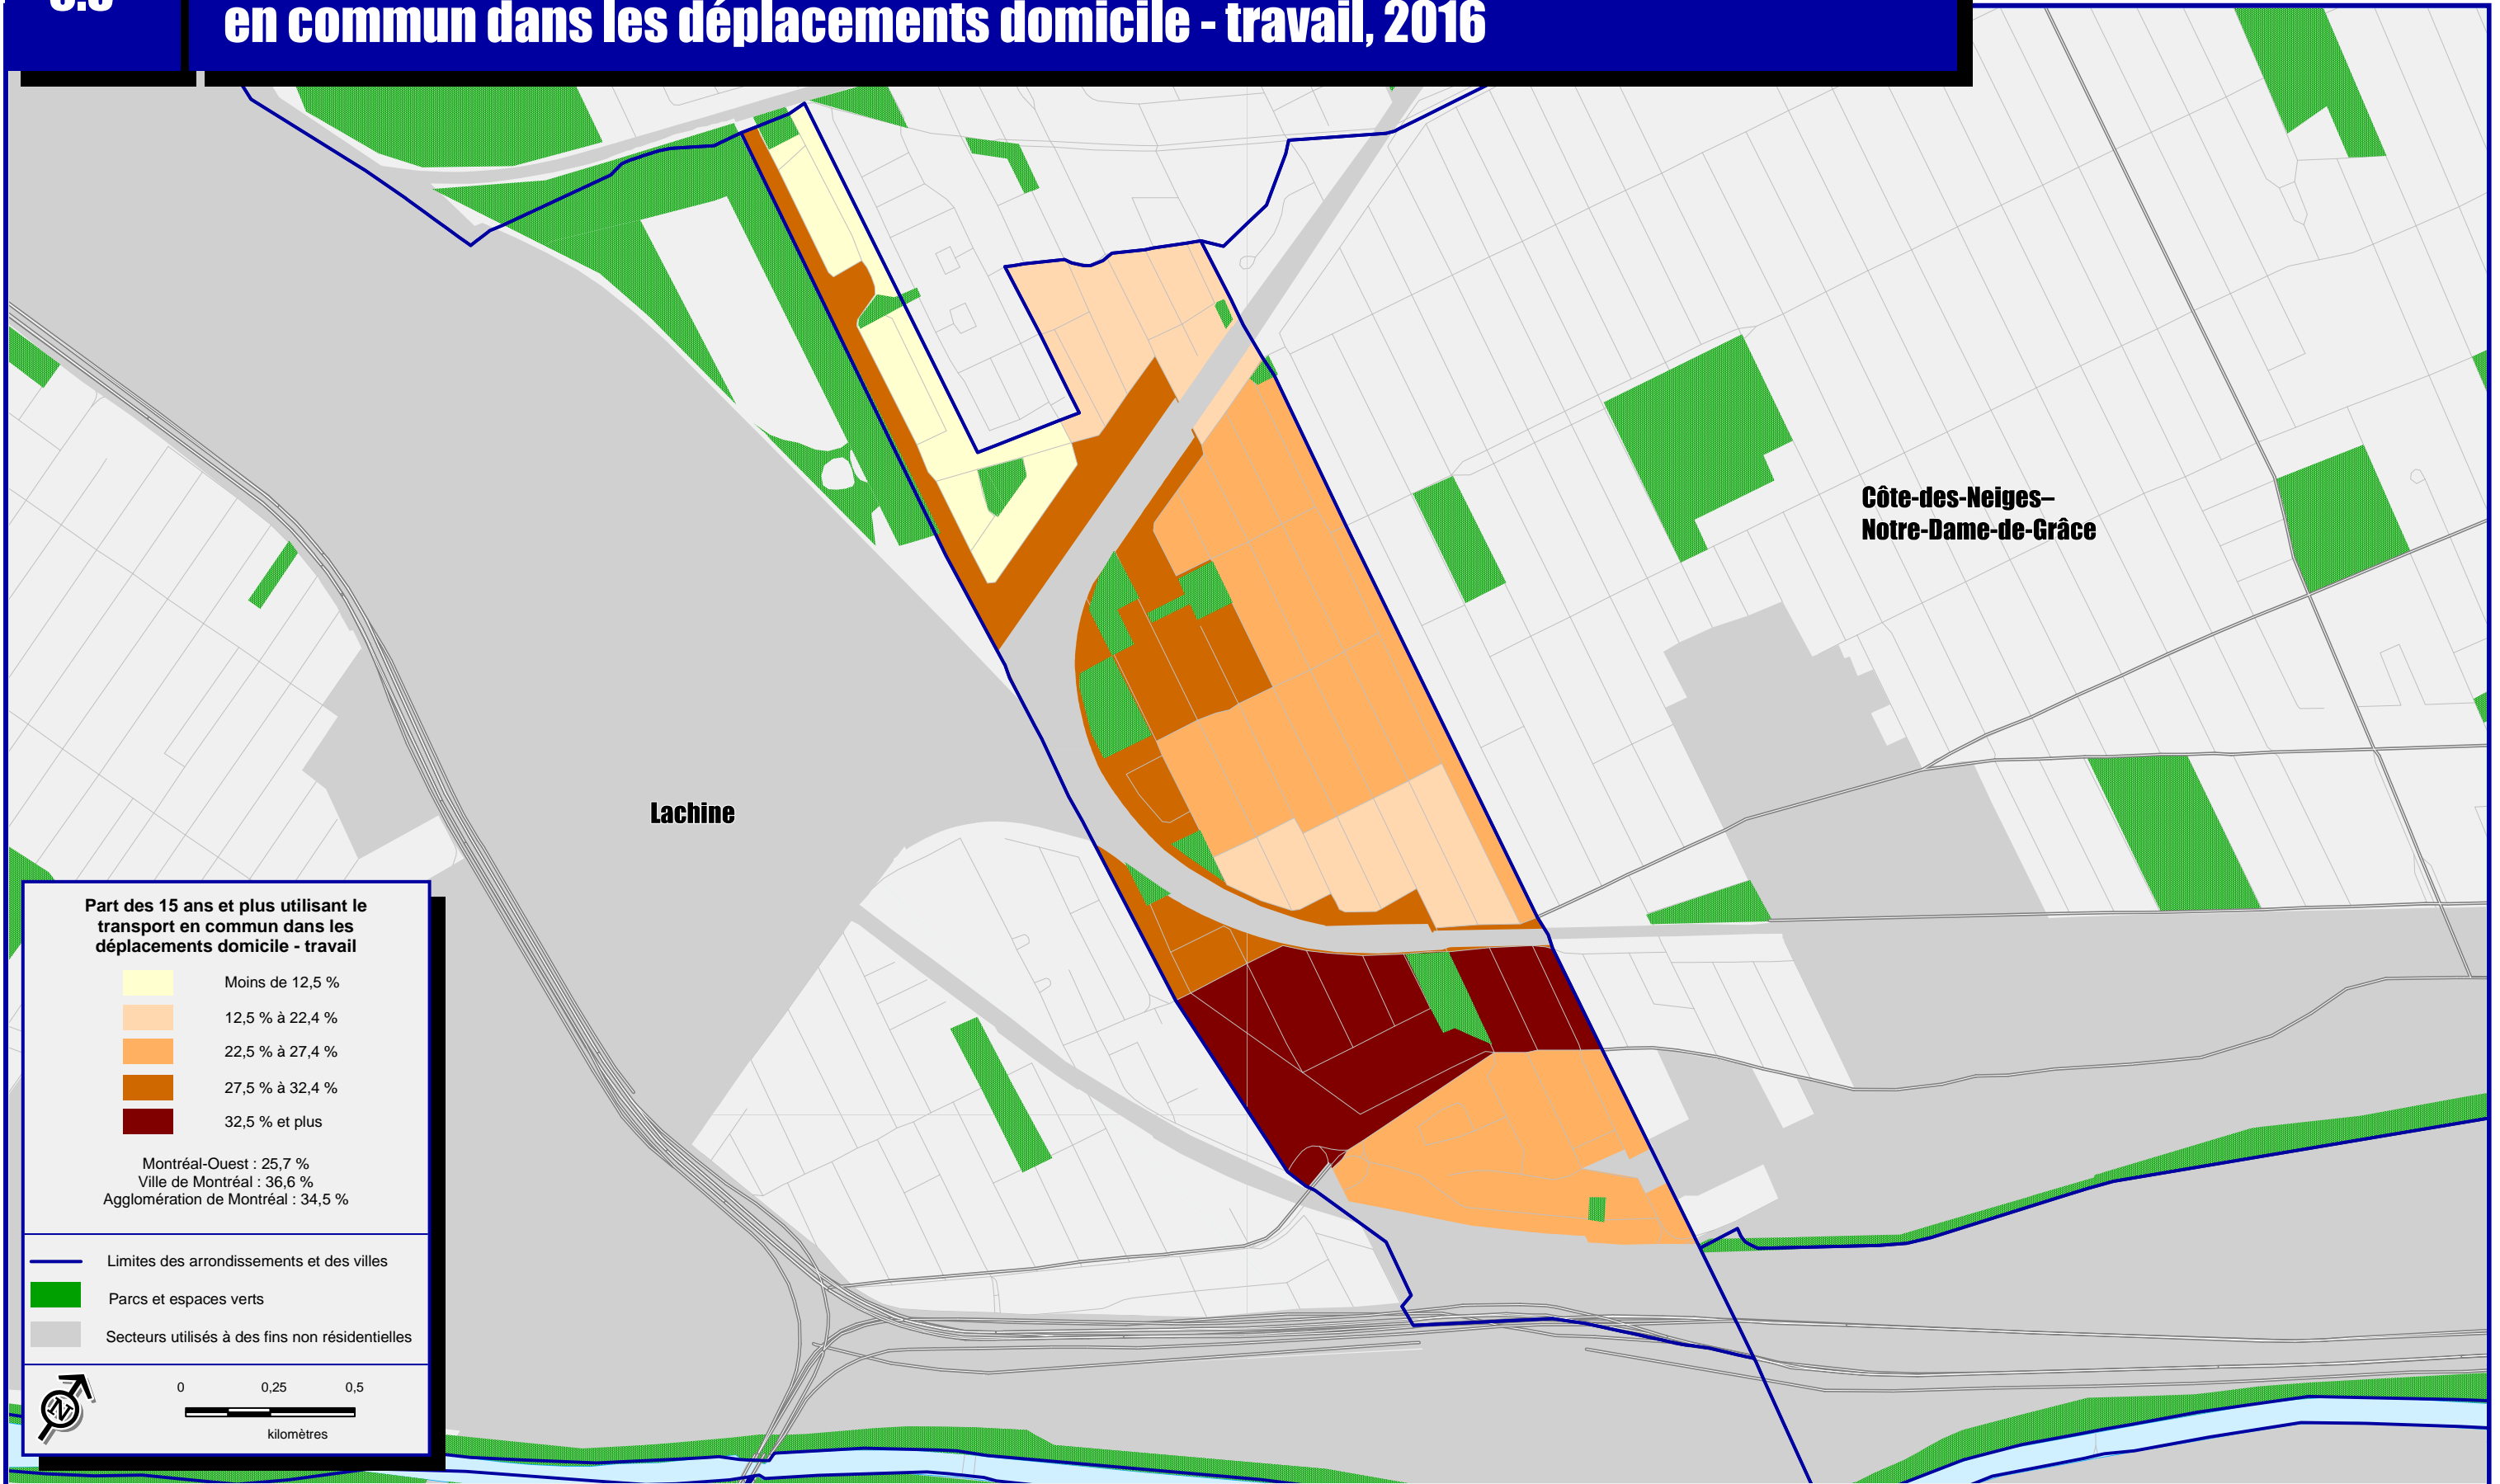 en commun dans les déplacements domicile - travail, 2016
Côte-des-Neiges–
Notre-Dame-de-Grâce
Lachine
Part des 15 ans et plus utilisant le
transport en commun dans les
déplacements domicile - travail
Moins de 12,5 %
12,5 % à 22,4 %
22,5 % à 27,4 %
27,5 % à 32,4 %
32,5 % et plus
Montréal-Ouest : 25,7 %
Ville de Montréal : 36,6 %
Agglomération de Montréal : 34,5 %
Limites des arrondissements et des villes
Parcs et espaces verts
Secteurs utilisés à des fins non résidentielles
N
0 0,25 0,5
kilomètres